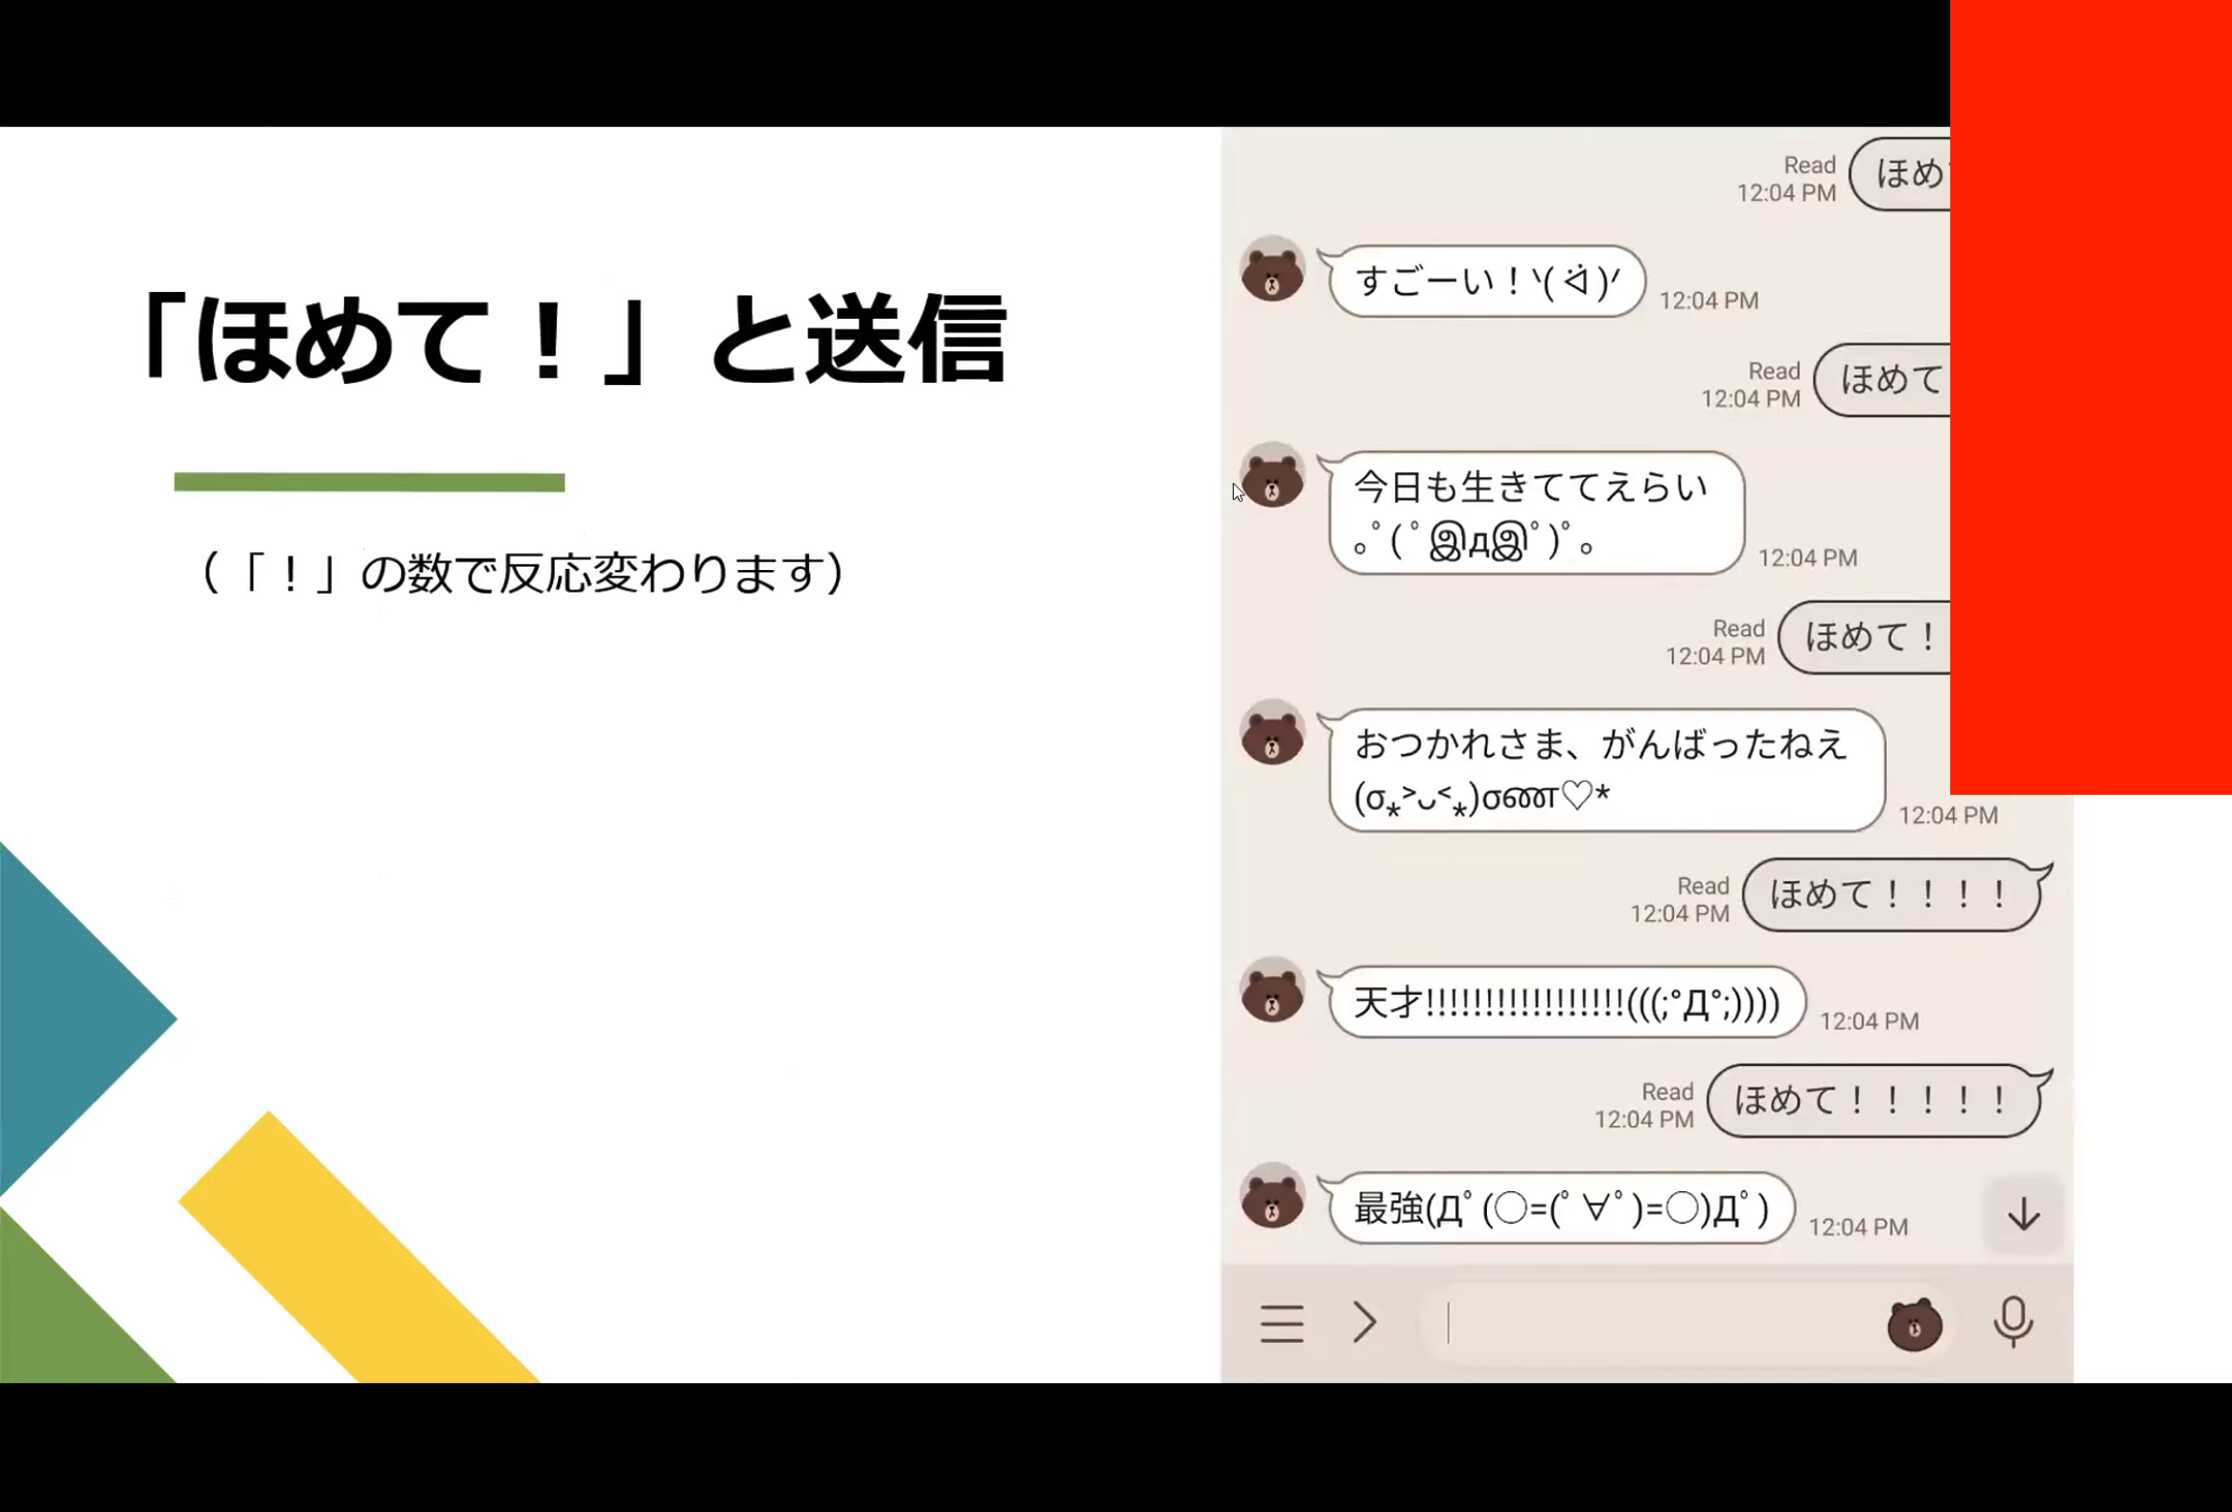 「ほめて！」と送信
（「！」の数で反応変わります）
ほめ
Read
12:04 PM
すごーい！ヽ( ᐛ )ﾉ
12:04 PM
Read
12:04 PM
ほめて
今日も生きててえらい
｡ﾟ( ﾟஇдஇﾟ)ﾟ｡
12:04 PM
Read
12:04 PM
ほめて！
おつかれさま、がんばったねえ
(σ⁎˃ᴗ˂⁎)σண♡*
12:04 PM
Read
12:04 PM
ほめて！！！！
天才!!!!!!!!!!!!!!!!!(((;°Д°;))))
12:04 PM
Read
12:04 PM
ほめて！！！！！
最強(Дﾟ(○=(ﾟ∀ﾟ)=○)Дﾟ)
12:04 PM